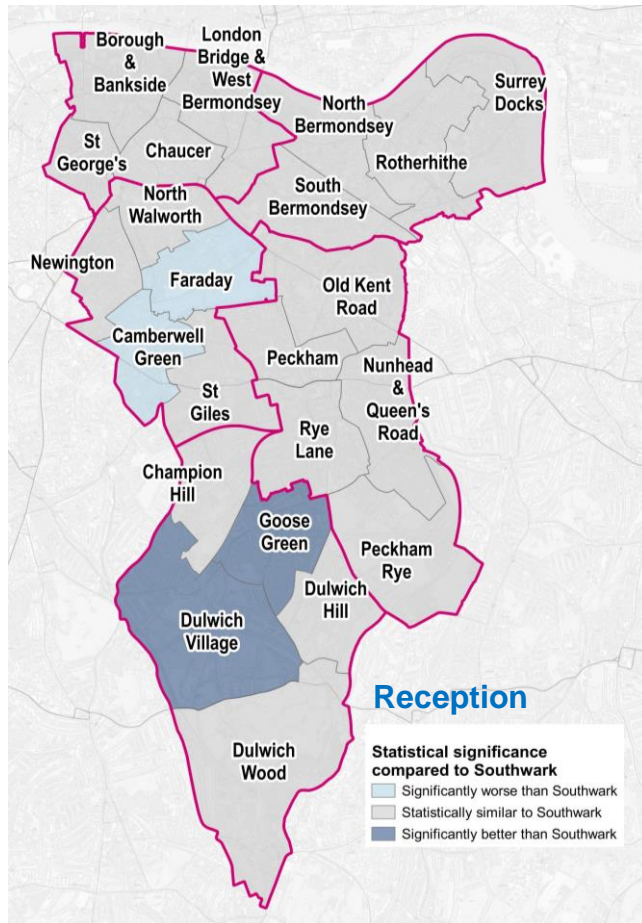 Borough
&
Bankside
London
Bridge &
West
Bermondsey
North
Bermondsey
Surrey
Docks
St
George's
Chaucer
Rotherhithe
South
Bermondsey
North
Walworth
Newington
Faraday
Old Kent
Road
Camberwell
Green
Peckham
Nunhead
&
Queen's
Road
St
Giles
Rye
Lane
Champion
Hill
Goose
Green
Peckham
Rye
Dulwich
Hill
Dulwich
Village
Dulwich
Wood
Reception
Statistical significance
compared to Southwark
Significantly worse than Southwark
Statistically similar to Southwark
Significantly better than Southwark